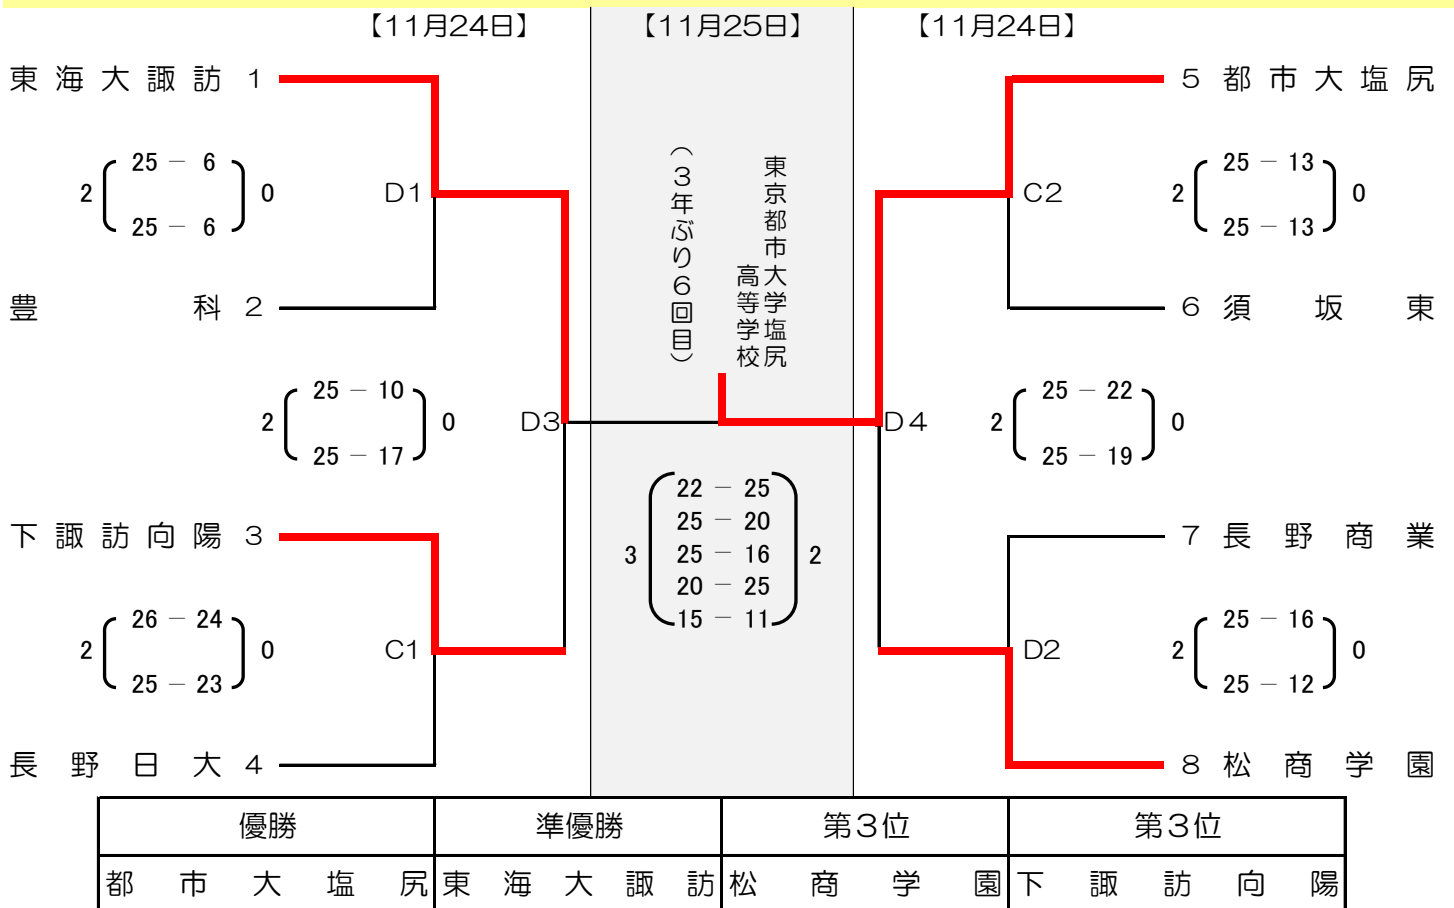 【11月24日】 【11月25日】 【11月24日】
東海大諏訪 1
5 都市大塩尻
2 25 － 6 0
25 － 6
D1
豊科 2
東京都市大学塩尻
高等学校
（３年ぶり６回目）
C2
2 25 － 13 0
25 － 13
6 須坂東
2 25 － 10 0
25 － 17
D3
D4
2 25 － 22 0
25 － 19
下諏訪向陽 3
3 22 － 25 2
25 － 20
25 － 16
20 － 25
15 － 11
7 長野商業
2 26 － 24 0
25 － 23
C1
D2
2 25 － 16 0
25 － 12
長野日大 4
8 松商学園
優勝 準優勝 第３位 第３位
都市大塩尻 東海大諏訪 松商学園 下諏訪向陽